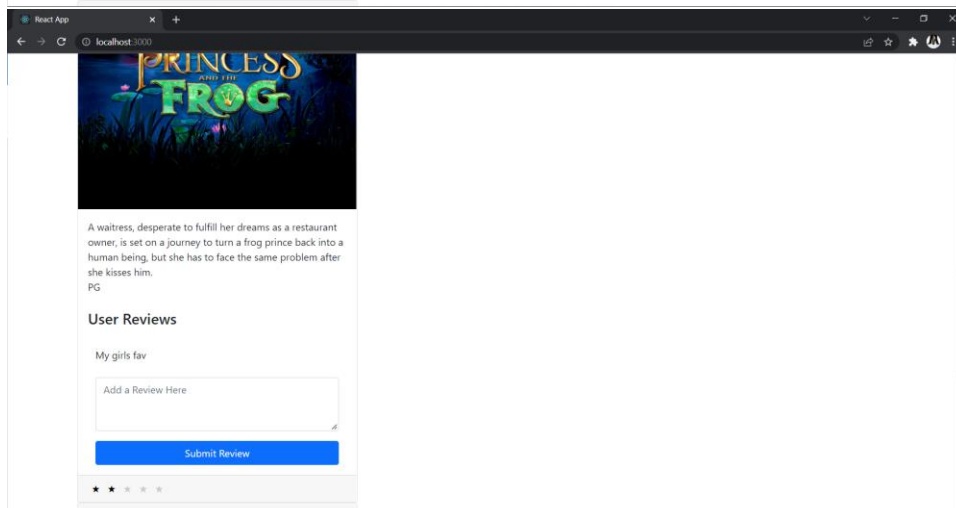 React App
localhost:3000
PRINCESS
AND THE
FROG
A waitress, desperate to fulfill her dreams as a restaurant
owner, is set on a journey to turn a frog prince back into a
human being, but she has to face the same problem after
she kisses him.
PG
User Reviews
My girls fav
Add a Review Here
Submit Review